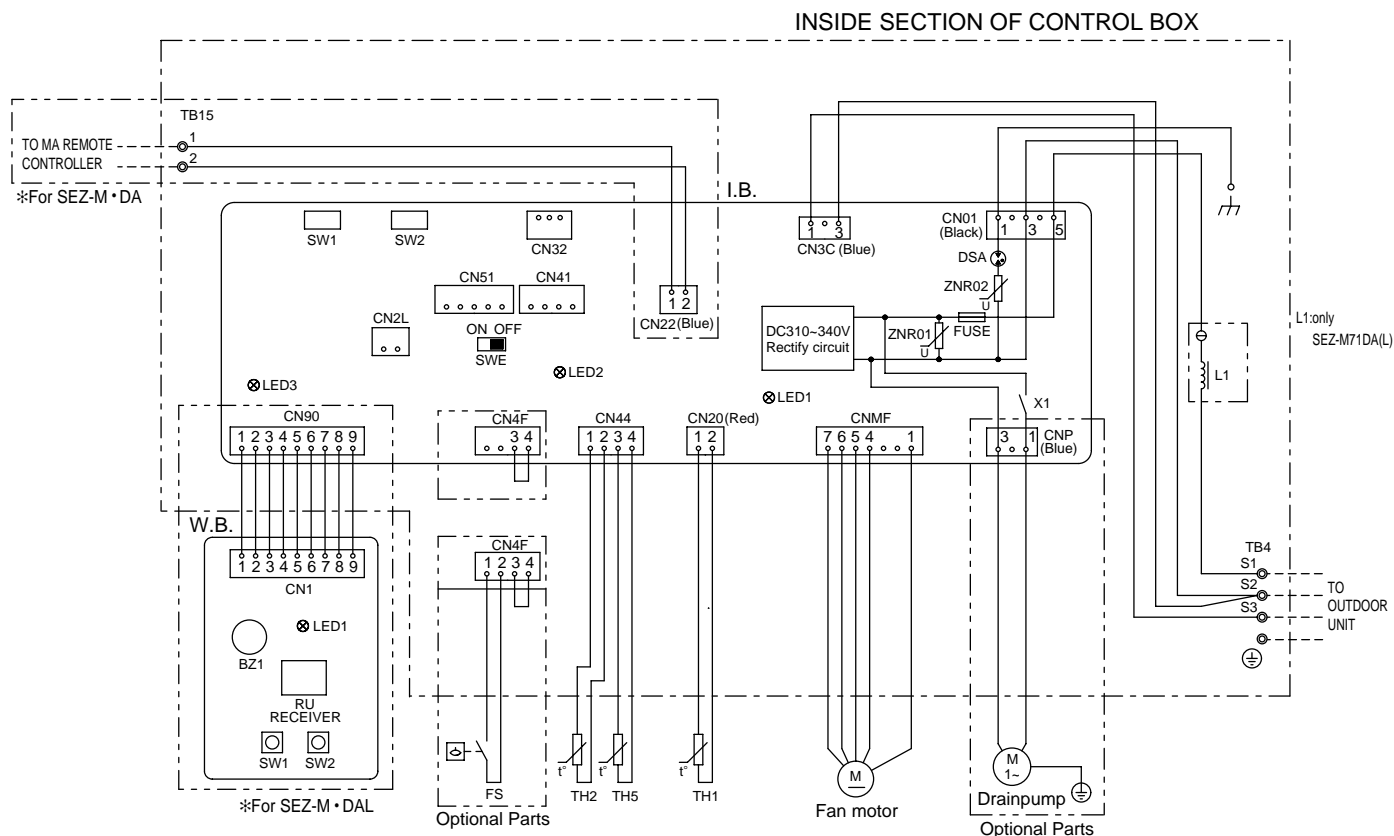 INSIDE SECTION OF CONTROL BOX
TB15
TO MA REMOTE
CONTROLLER
1
2
※For SEZ-M・DA
I.B.
SW1
SW2
CN32
CN51
CN41
CN2L
ON OFF
SWE
1 2
CN22 (Blue)
LED3
LED2
LED1
1 3
CN3C (Blue)
CN01
(Black)
1 3 5
DSA
ZNR02
U
DC310~340V
Rectify circuit
ZNR01
U
FUSE
X1
L1:only
SEZ-M71DA(L)
L1
CN90
1 2 3 4 5 6 7 8 9
CN4F
3 4
CN44
1 2 3 4
CN20 (Red)
1 2
CNMF
7 6 5 4 1
3 1
CNP
(Blue)
W.B.
1 2 3 4 5 6 7 8 9
CN1
LED1
BZ1
RU
RECEIVER
SW1
SW2
※For SEZ-M・DAL
CN4F
1 2 3 4
FS
Optional Parts
t°
TH2
t°
TH5
t°
TH1
M
Fan motor
M
1~
Drainpump
Optional Parts
TB4
S1
S2
S3
TO
OUTDOOR
UNIT